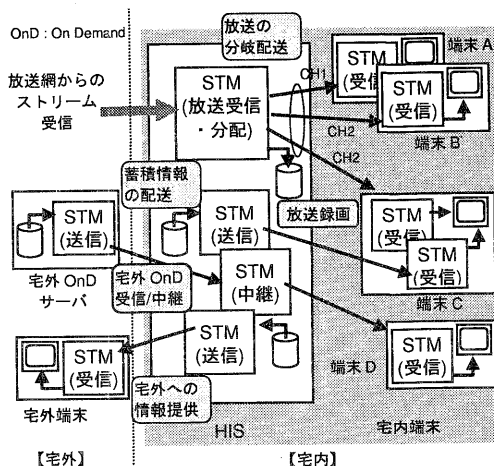 OnD : On Demand
放送の
分岐配送
端末A
放送網からの
ストリーム
受信
STM
(放送受信
・分配)
CH1
STM
(受信)
STM
(受信)
CH2
端末B
CH2
蓄積情報
の配送
放送録画
STM
(送信)
STM
(送信)
STM
(受信)
STM
(受信)
宅外 OnD
サーバ
宅外 OnD
受信/中継
STM
(中継)
端末C
STM
(送信)
STM
(受信)
端末D
STM
(受信)
宅外端末
宅外への
情報提供
HIS
宅内端末
【宅外】
【宅内】